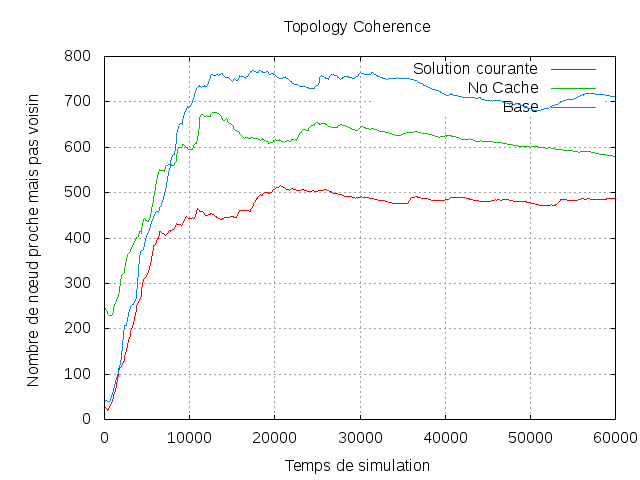 Topology Coherence
Nombre de nœud proche mais pas voisin
800
700
600
500
400
300
200
100
0
Solution courante
No Cache
Base
0 10000 20000 30000 40000 50000 60000
Temps de simulation